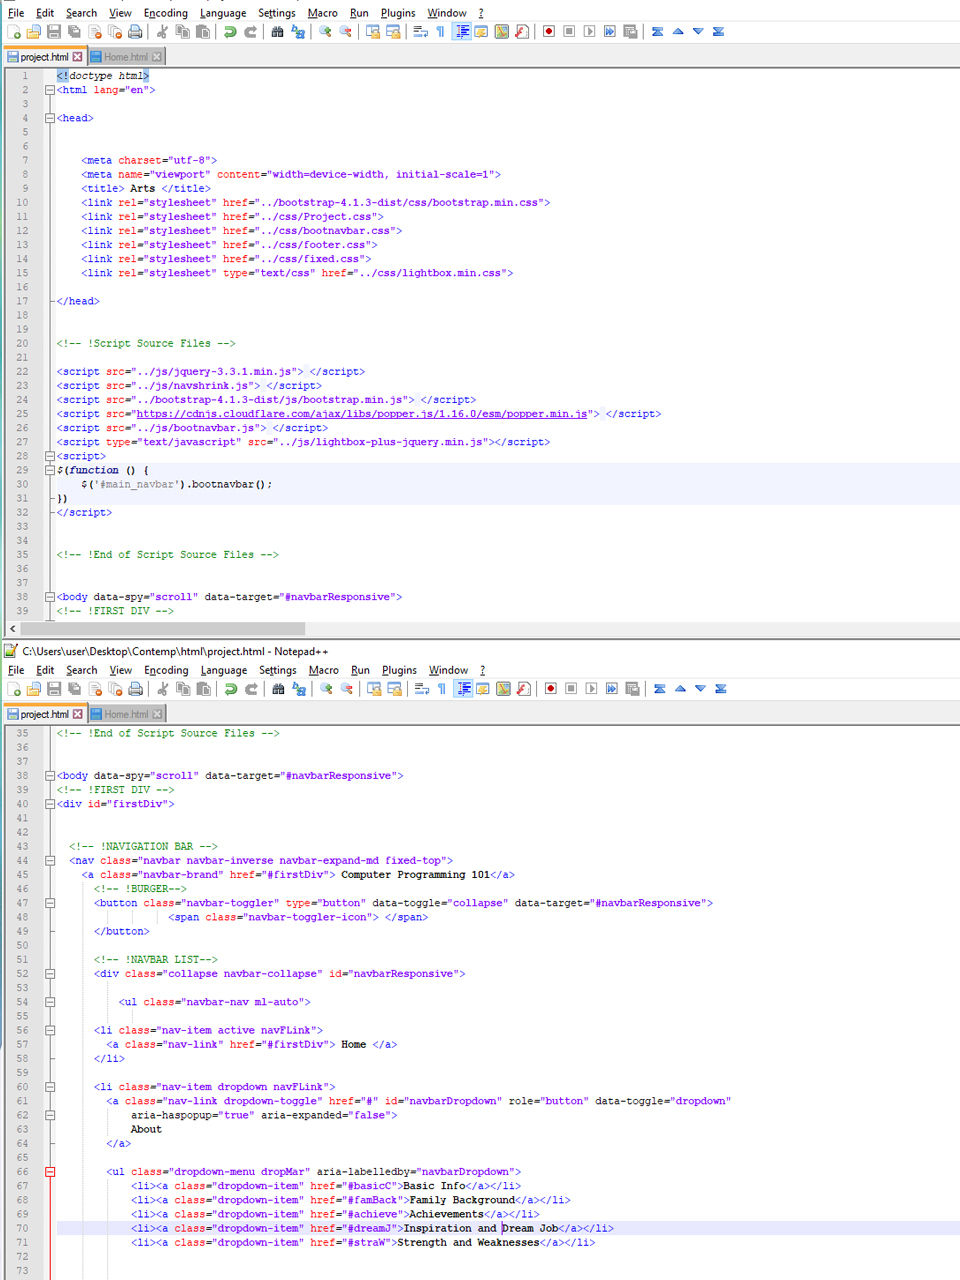 File Edit Search View Encoding Language Settings Macro Run Plugins Window ?
project.html Home.html
1 <!doctype html>
2 <html lang="en">
3
4 <head>
5
6
7 <meta charset="utf-8">
8 <meta name="viewport" content="width=device-width, initial-scale=1">
9 <title> Arts </title>
10 <link rel="stylesheet" href="../bootstrap-4.1.3-dist/css/bootstrap.min.css">
11 <link rel="stylesheet" href="../css/Project.css">
12 <link rel="stylesheet" href="../css/bootnavbar.css">
13 <link rel="stylesheet" href="../css/footer.css">
14 <link rel="stylesheet" href="../css/fixed.css">
15 <link rel="stylesheet" type="text/css" href="../css/lightbox.min.css">
16
17 </head>
18
19
20 <!-- !Script Source Files -->
21
22 <script src="../js/jquery-3.3.1.min.js"> </script>
23 <script src="../js/navshrink.js"> </script>
24 <script src="../bootstrap-4.1.3-dist/js/bootstrap.min.js"> </script>
25 <script src="https://cdnjs.cloudflare.com/ajax/libs/popper.js/1.16.0/esm/popper.min.js"> </script>
26 <script src="../js/bootnavbar.js"> </script>
27 <script type="text/javascript" src="../js/lightbox-plus-jquery.min.js"></script>
28 <script>
29 $(function () {
30 $('#main_navbar').bootnavbar();
31 })
32 </script>
33
34
35 <!-- !End of Script Source Files -->
36
37
38 <body data-spy="scroll" data-target="#navbarResponsive">
39 <!-- !FIRST DIV -->
C:\Users\user\Desktop\Contemp\html\project.html - Notepad++
File Edit Search View Encoding Language Settings Macro Run Plugins Window ?
project.html Home.html
35 <!-- !End of Script Source Files -->
36
37
38 <body data-spy="scroll" data-target="#navbarResponsive">
39 <!-- !FIRST DIV -->
40 <div id="firstDiv">
41
42
43 <!-- !NAVIGATION BAR -->
44 <nav class="navbar navbar-inverse navbar-expand-md fixed-top">
45 <a class="navbar-brand" href="#firstDiv"> Computer Programming 101</a>
46 <!-- !BURGER-->
47 <button class="navbar-toggler" type="button" data-toggle="collapse" data-target="#navbarResponsive">
48 <span class="navbar-toggler-icon"> </span>
49 </button>
50
51 <!-- !NAVBAR LIST-->
52 <div class="collapse navbar-collapse" id="navbarResponsive">
53
54 <ul class="navbar-nav ml-auto">
55
56 <li class="nav-item active navFLink">
57 <a class="nav-link" href="#firstDiv"> Home </a>
58 </li>
59
60 <li class="nav-item dropdown navFLink">
61 <a class="nav-link dropdown-toggle" href="#" id="navbarDropdown" role="button" data-toggle="dropdown"
62 aria-haspopup="true" aria-expanded="false">
63 About
64 </a>
65
66 <ul class="dropdown-menu dropMar" aria-labelledby="navbarDropdown">
67 <li><a class="dropdown-item" href="#basicC">Basic Info</a></li>
68 <li><a class="dropdown-item" href="#famBack">Family Background</a></li>
69 <li><a class="dropdown-item" href="#achieve">Achievements</a></li>
70 <li><a class="dropdown-item" href="#dreamJ">Inspiration and Dream Job</a></li>
71 <li><a class="dropdown-item" href="#straW">Strength and Weaknesses</a></li>
72
73